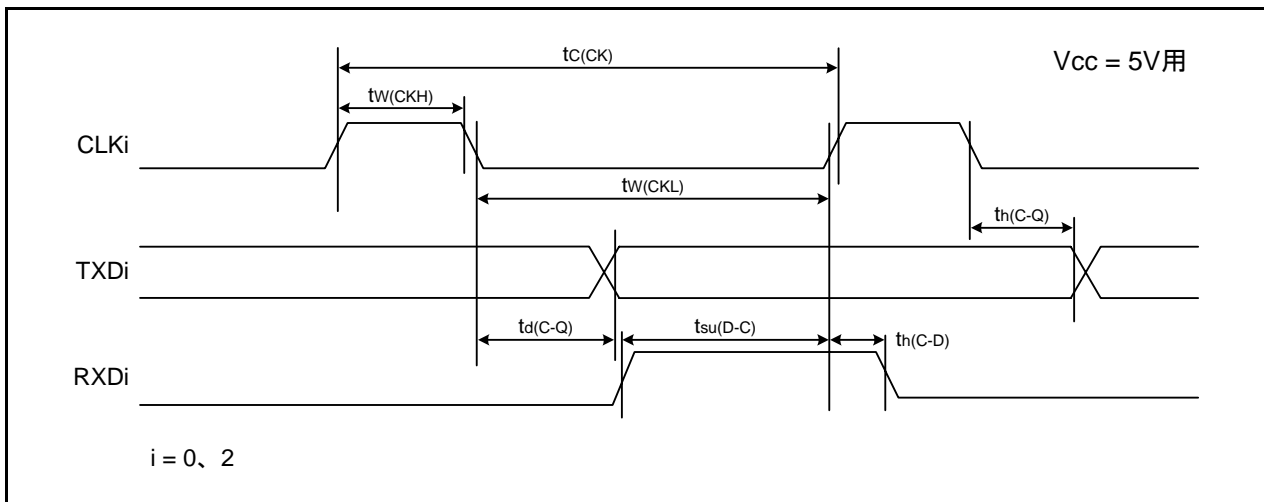 tC(CK)
Vcc = 5V用
tW(CKH)
CLKi
tW(CKL)
th(C-Q)
TXDi
td(C-Q)
tsu(D-C)
th(C-D)
RXDi
i = 0、2